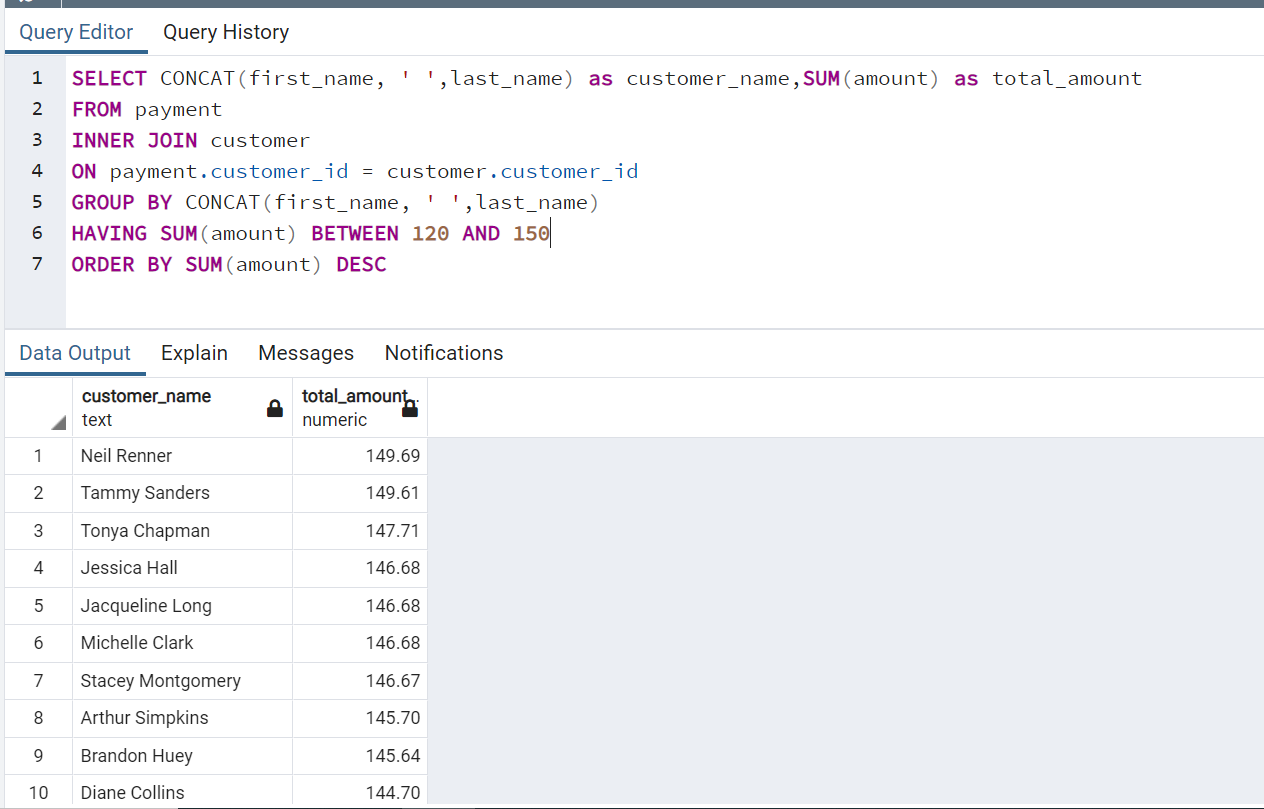 Query Editor Query History
1 SELECT CONCAT(first_name, ' ',last_name) as customer_name,SUM(amount) as total_amount
2 FROM payment
3 INNER JOIN customer
4 ON payment.customer_id = customer.customer_id
5 GROUP BY CONCAT(first_name, ' ',last_name)
6 HAVING SUM(amount) BETWEEN 120 AND 150
7 ORDER BY SUM(amount) DESC
Data Output Explain Messages Notifications
customer_name total_amount..
text numeric
1 Neil Renner 149.69
2 Tammy Sanders 149.61
3 Tonya Chapman 147.71
4 Jessica Hall 146.68
5 Jacqueline Long 146.68
6 Michelle Clark 146.68
7 Stacey Montgomery 146.67
8 Arthur Simpkins 145.70
9 Brandon Huey 145.64
10 Diane Collins 144.70